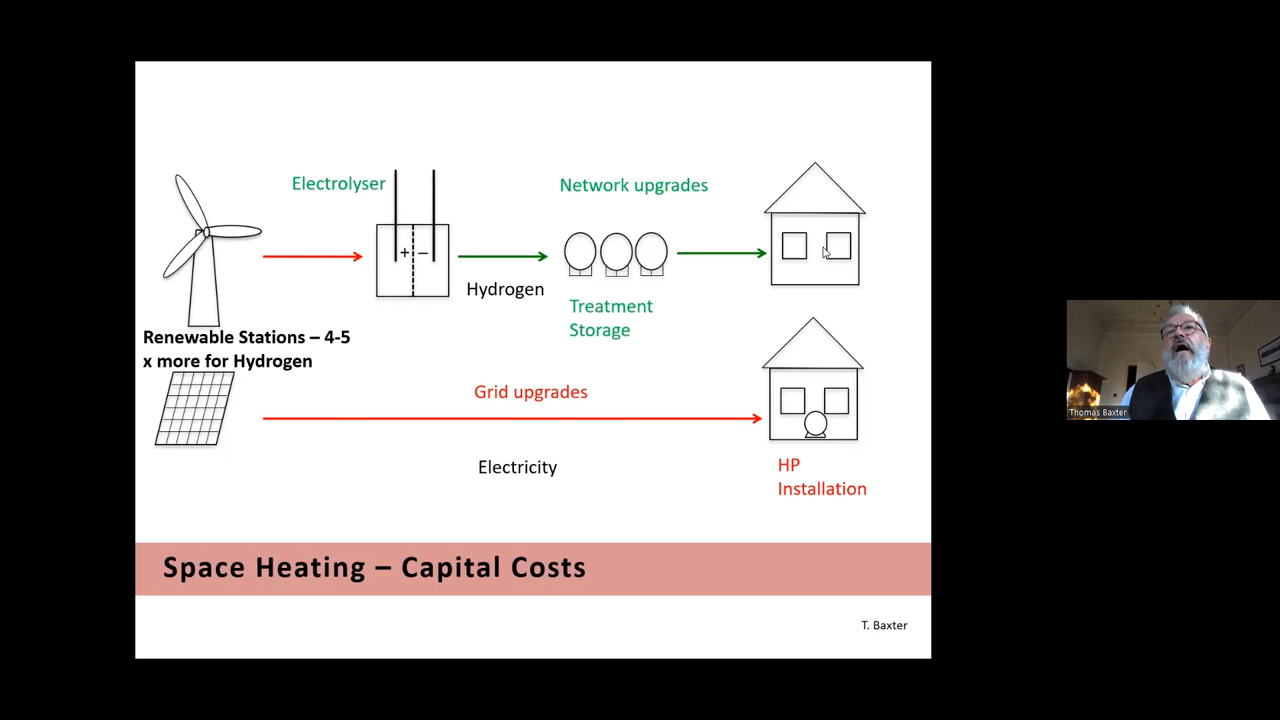 Electrolyser
Network upgrades
+ –
Hydrogen
Treatment
Storage
Renewable Stations – 4-5
x more for Hydrogen
Grid upgrades
Electricity
HP
Installation
Space Heating – Capital Costs
T. Baxter
Thomas Baxter